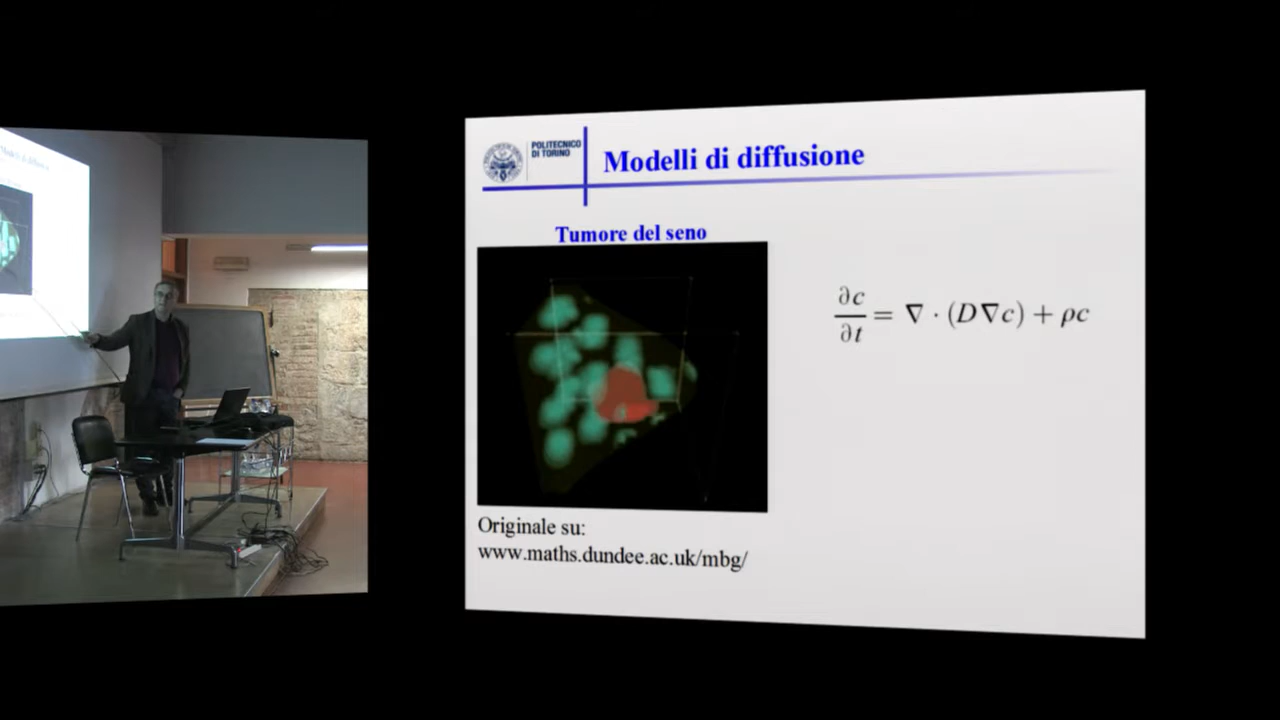 POLITECNICO
DI TORINO
Modelli di diffusione
Tumore del seno
∂c/∂t = ∇ · (D∇c) + ρc
Originale su:
www.maths.dundee.ac.uk/mbg/